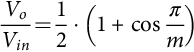 V_o/V_in = 1/2 · (1 + cos π/m)